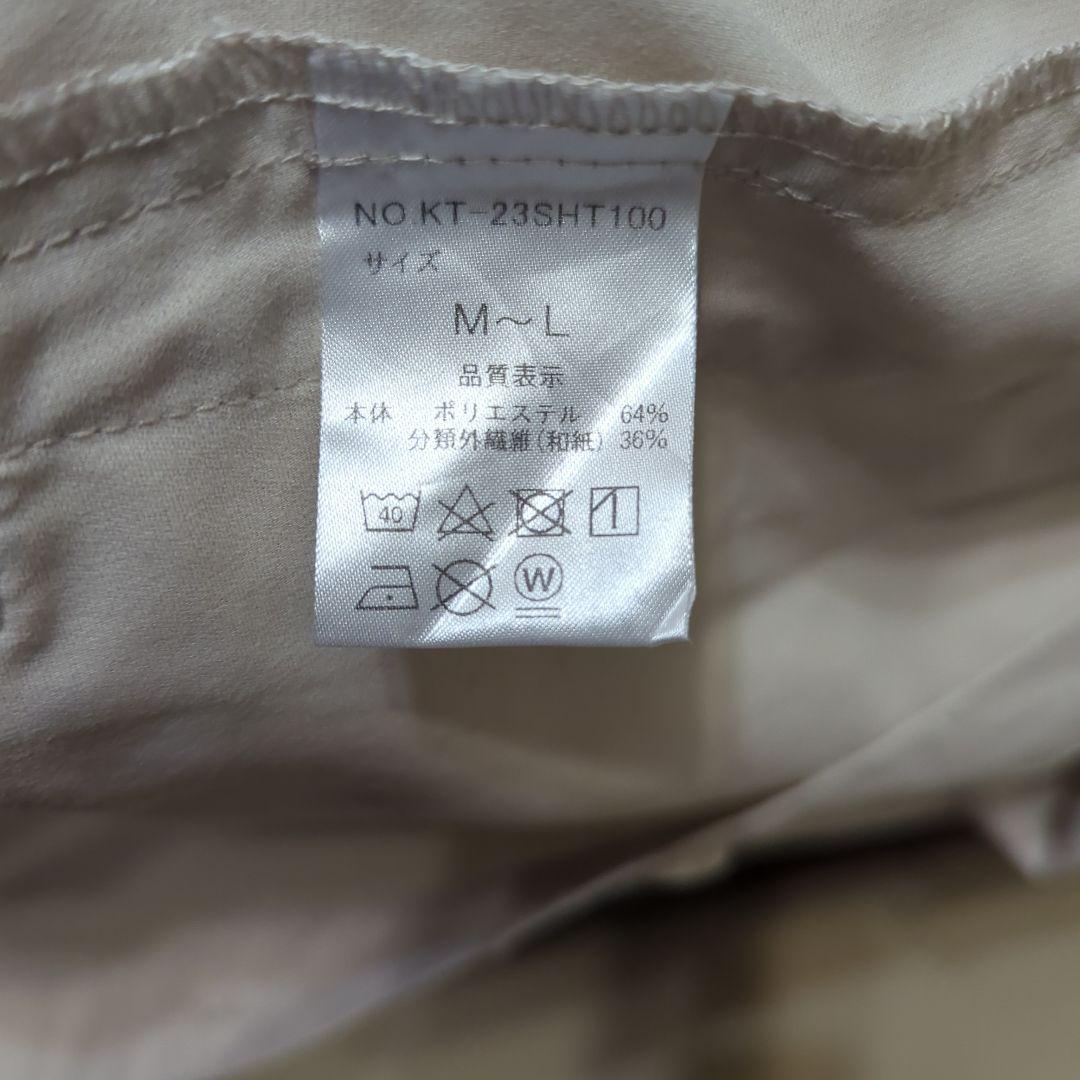 NO.KT-23SHT100
サイズ
M～L
品質表示
本体 ポリエステル 64%
分類外繊維(和紙) 36%
40
W